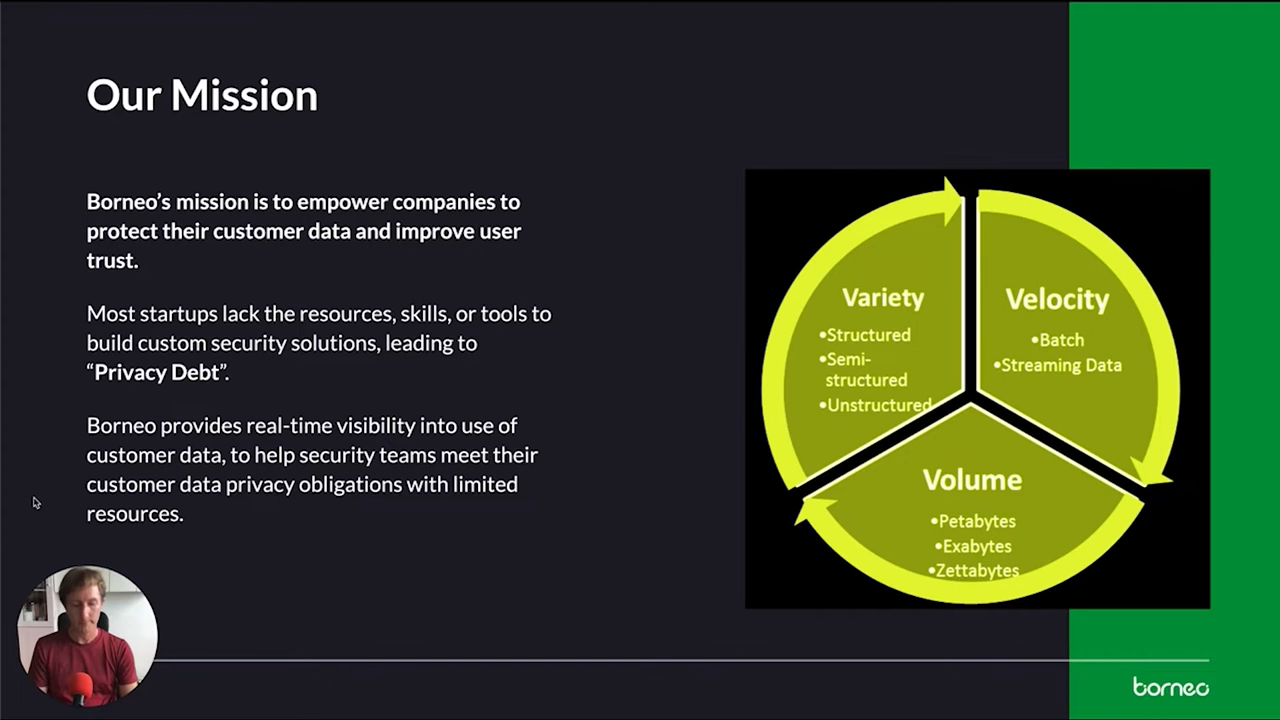 Our Mission
Borneo’s mission is to empower companies to
protect their customer data and improve user
trust.
Most startups lack the resources, skills, or tools to
build custom security solutions, leading to
“Privacy Debt”.
Borneo provides real-time visibility into use of
customer data, to help security teams meet their
customer data privacy obligations with limited
resources.
Variety
•Structured
•Semi-
structured
•Unstructured
Velocity
•Batch
•Streaming Data
Volume
•Petabytes
•Exabytes
•Zettabytes
borneo